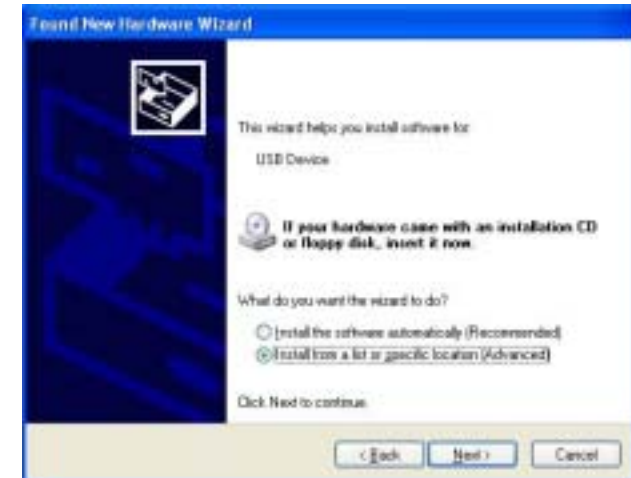 Found New Hardware Wizard
This wizard helps you install software for:
USB Device
If your hardware came with an installation CD
or floppy disk, insert it now.
What do you want the wizard to do?
Install the software automatically (Recommended)
Install from a list or specific location (Advanced)
Click Next to continue.
< Back
Next >
Cancel